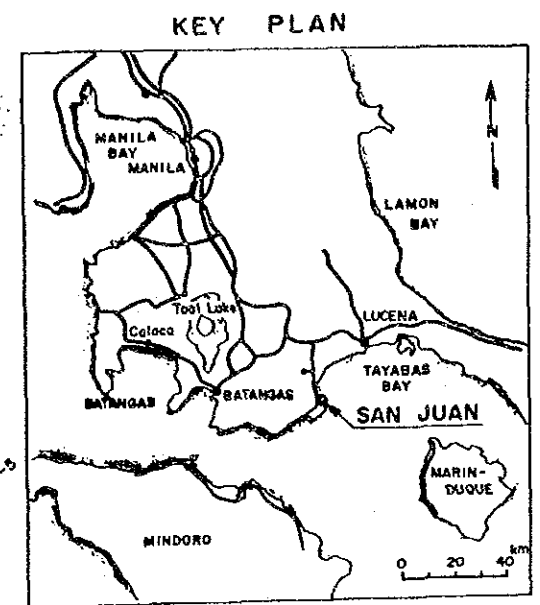 KEY PLAN
N
MANILA
BAY
MANILA
LAMON
BAY
Taal Lake
LUCENA
Calaca
TAYABAS
BAY
BATANGAS
BATANGAS
SAN JUAN
MARIN-
DUQUE
MINDORO
0 20 40 km